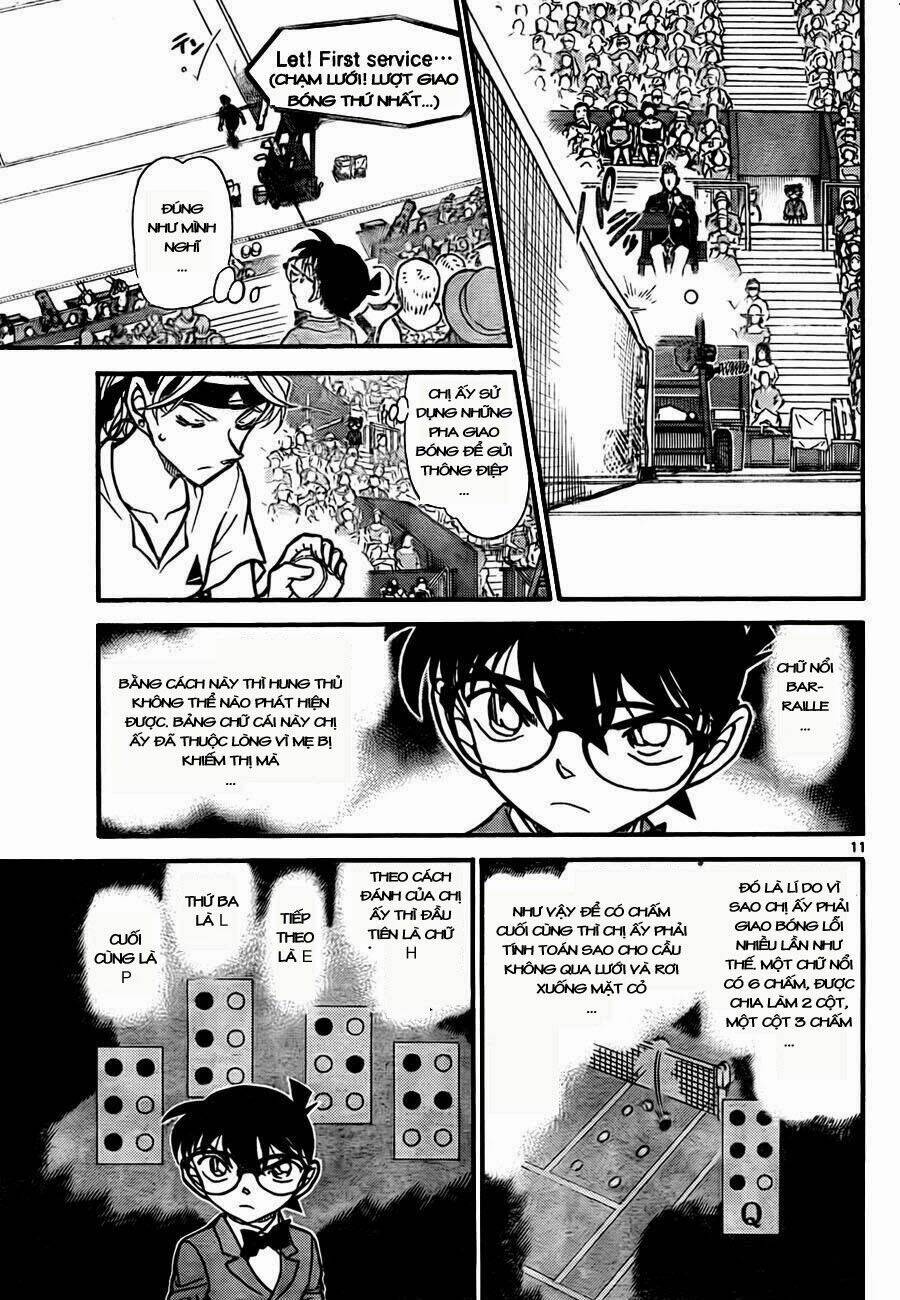 Let! First service...
(CHẠM LƯỚI! LƯỢT GIAO
BÓNG THỨ NHẤT...)
ĐÚNG
NHƯ MÌNH
NGHĨ
...
CHỊ ẤY SỬ
DỤNG NHỮNG
PHA GIAO
BÓNG ĐỂ GỬI
THÔNG ĐIỆP
...
CHỮ NỔI
BAR-
RAILLE
...
BẰNG CÁCH NÀY THÌ HUNG THỦ
KHÔNG THỂ NÀO PHÁT HIỆN
ĐƯỢC. BẢNG CHỮ CÁI NÀY CHỊ
ẤY ĐÃ THUỘC LÒNG VÌ MẸ BỊ
KHIẾM THỊ MÀ
...
11
ĐÓ LÀ LÍ DO VÌ
SAO CHỊ ẤY PHẢI
GIAO BÓNG LỖI
NHIỀU LẦN NHƯ
THẾ. MỘT CHỮ NỔI
CÓ 6 CHẤM, ĐƯỢC
CHIA LÀM 2 CỘT,
MỘT CỘT 3 CHẤM
...
NHƯ VẬY ĐỂ CÓ CHẤM
CUỐI CÙNG THÌ CHỊ ẤY PHẢI
TÍNH TOÁN SAO CHO CẦU
KHÔNG QUA LƯỚI VÀ RƠI
XUỐNG MẶT CỎ
...
Q
THEO CÁCH
ĐÁNH CỦA CHỊ
ẤY THÌ ĐẦU
TIÊN LÀ CHỮ
H
TIẾP
THEO
LÀ E
THỨ BA
LÀ L
CUỐI
CÙNG LÀ
P